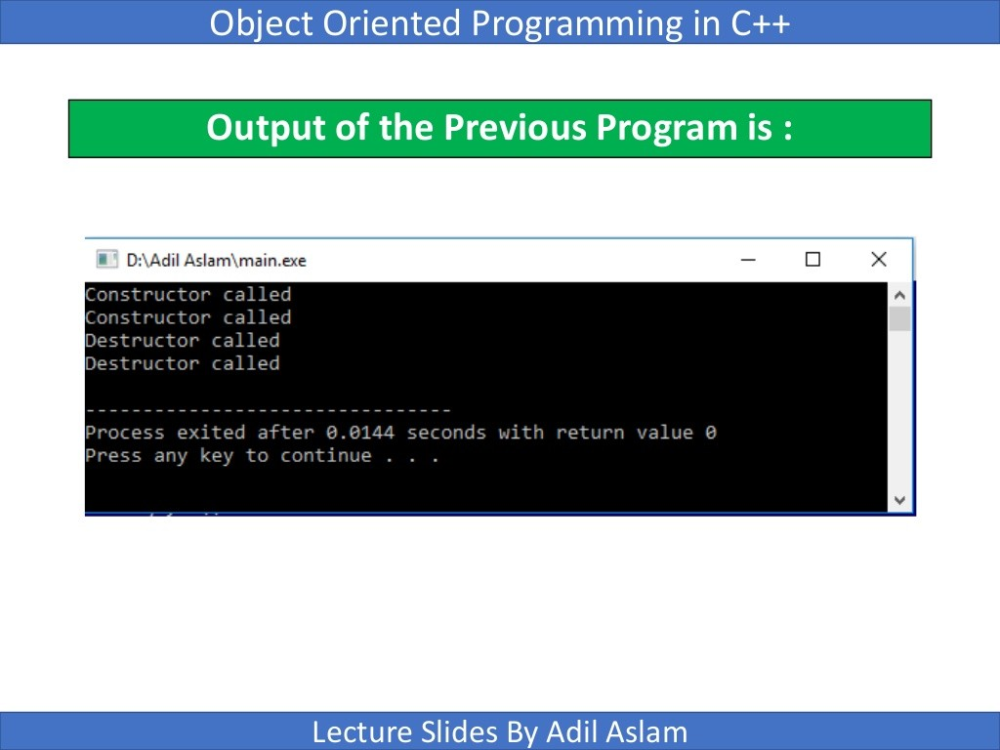 Object Oriented Programming in C++
Output of the Previous Program is :
D:\Adil Aslam\main.exe
Constructor called
Constructor called
Destructor called
Destructor called
--------------------------------
Process exited after 0.0144 seconds with return value 0
Press any key to continue . . .
Lecture Slides By Adil Aslam